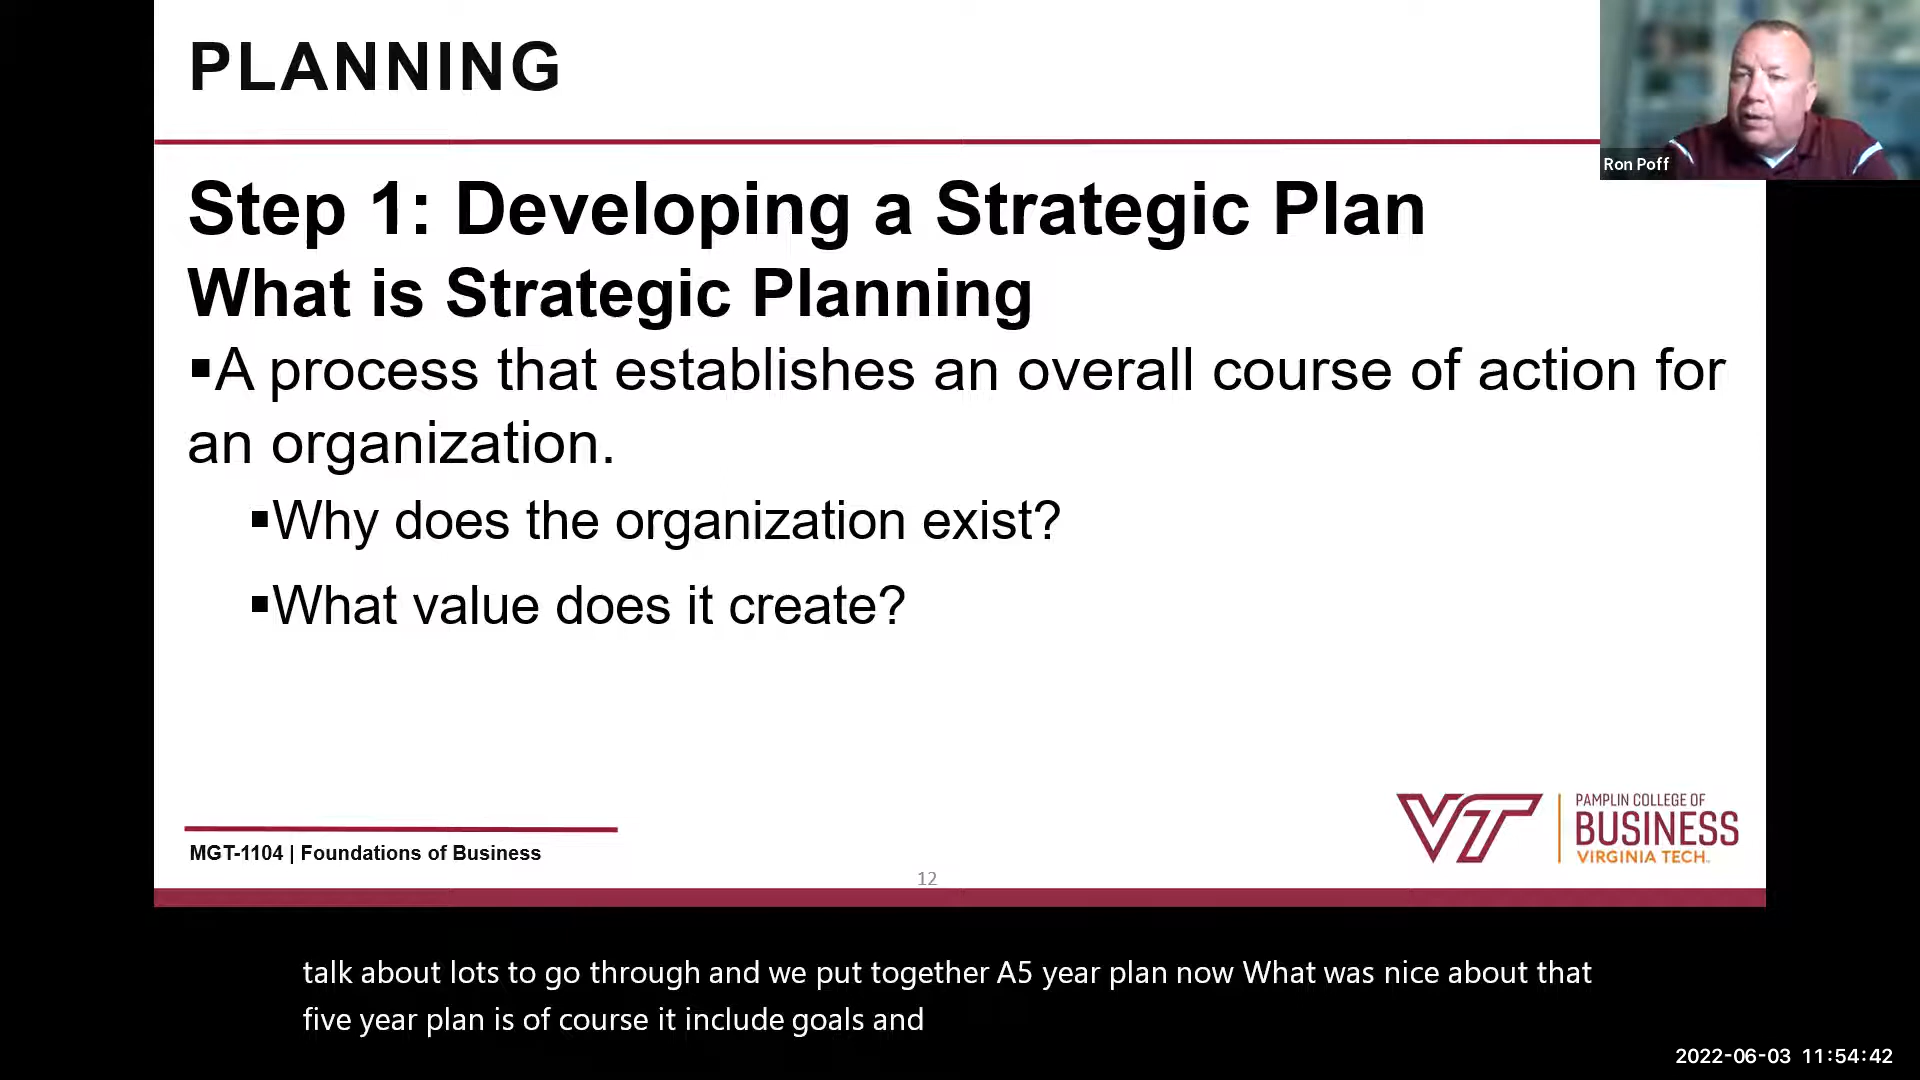 PLANNING
Ron Poff
Step 1: Developing a Strategic Plan
What is Strategic Planning
▪A process that establishes an overall course of action for
an organization.
▪Why does the organization exist?
▪What value does it create?
VT
PAMPLIN COLLEGE OF
BUSINESS
VIRGINIA TECH.
MGT-1104 | Foundations of Business
12
talk about lots to go through and we put together A5 year plan now What was nice about that
five year plan is of course it include goals and
2022-06-03 11:54:42